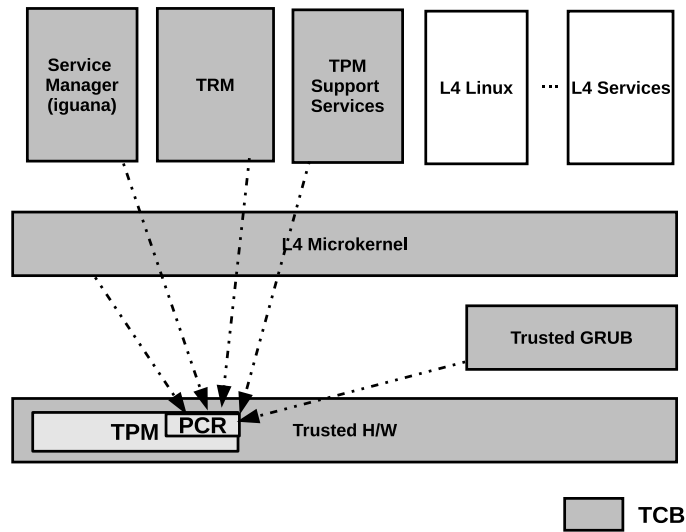 Service
Manager
(iguana)
TRM
TPM
Support
Services
L4 Linux
...
L4 Services
L4 Microkernel
Trusted GRUB
TPM
PCR
Trusted H/W
TCB